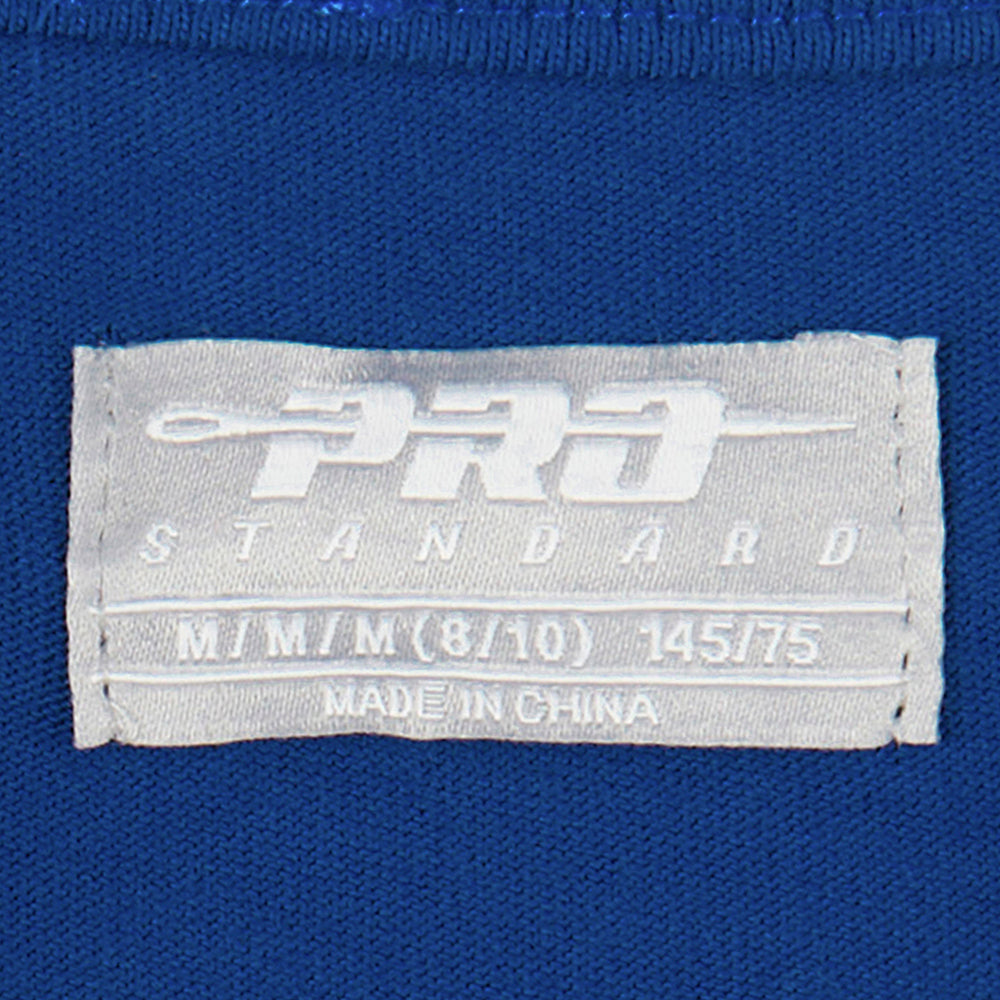 PRO
STANDARD
M/M/M (8/10) 145/75
MADE IN CHINA